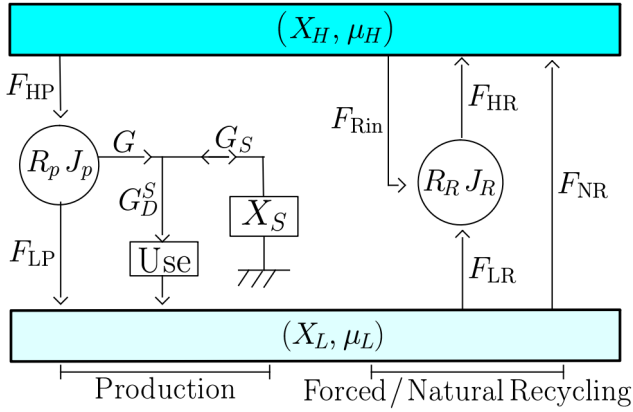 (X_H, μ_H)
F_HP
F_Rin
F_HR
G
G_S
R_p J_p
R_R J_R
F_NR
G_D^S
X_S
F_LP
Use
F_LR
(X_L, μ_L)
Production
Forced/Natural Recycling